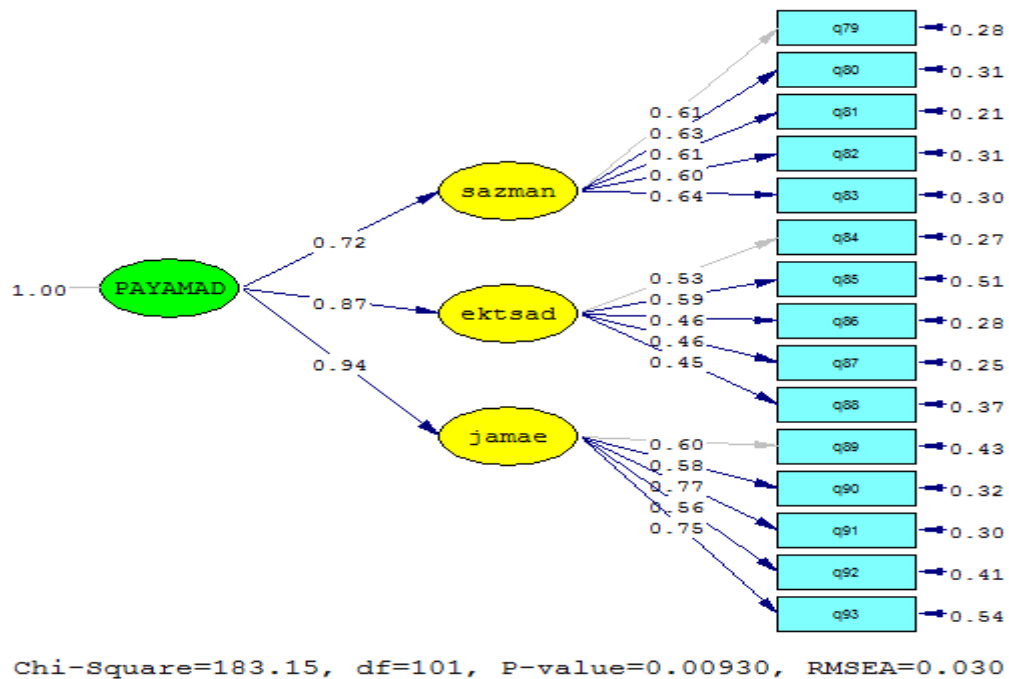 q79 0.28
q80 0.31
0.61
q81 0.21
0.63
0.61
q82 0.31
0.60
sazman
0.64
q83 0.30
0.72
q84 0.27
0.53
q85 0.51
1.00 PAYAMAD
0.59
0.87
ektsad
0.46
q86 0.28
0.46
0.45
q87 0.25
0.94
q88 0.37
jamae
0.60
q89 0.43
0.58
0.77
q90 0.32
0.56
0.75
q91 0.30
q92 0.41
q93 0.54
Chi-Square=183.15, df=101, P-value=0.00930, RMSEA=0.030